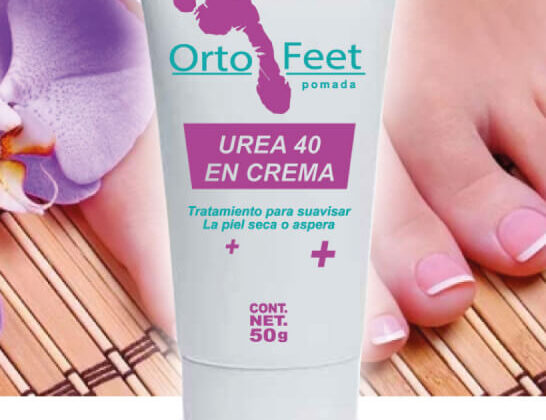 Orto Feet
pomada
UREA 40
EN CREMA
Tratamiento para suavisar
La piel seca o aspera
CONT.
NET.
50g